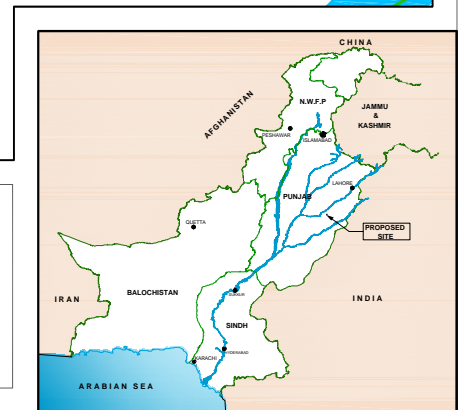 CHINA
N.W.F.P
AFGHANISTAN
JAMMU
&
KASHMIR
PESHAWAR
ISLAMABAD
LAHORE
PUNJAB
QUETTA
PROPOSED
SITE
IRAN
BALOCHISTAN
INDIA
SUKKUR
SINDH
HYDERABAD
KARACHI
ARABIAN SEA